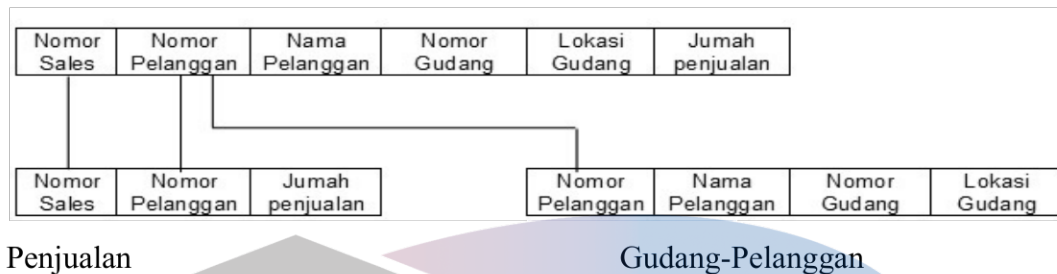 Nomor Nomor Nama Nomor Lokasi Jumah
Sales Pelanggan Pelanggan Gudang Gudang penjualan
Nomor Nomor Jumah Nomor Nama Nomor Lokasi
Sales Pelanggan penjualan Pelanggan Pelanggan Gudang Gudang
Penjualan Gudang-Pelanggan